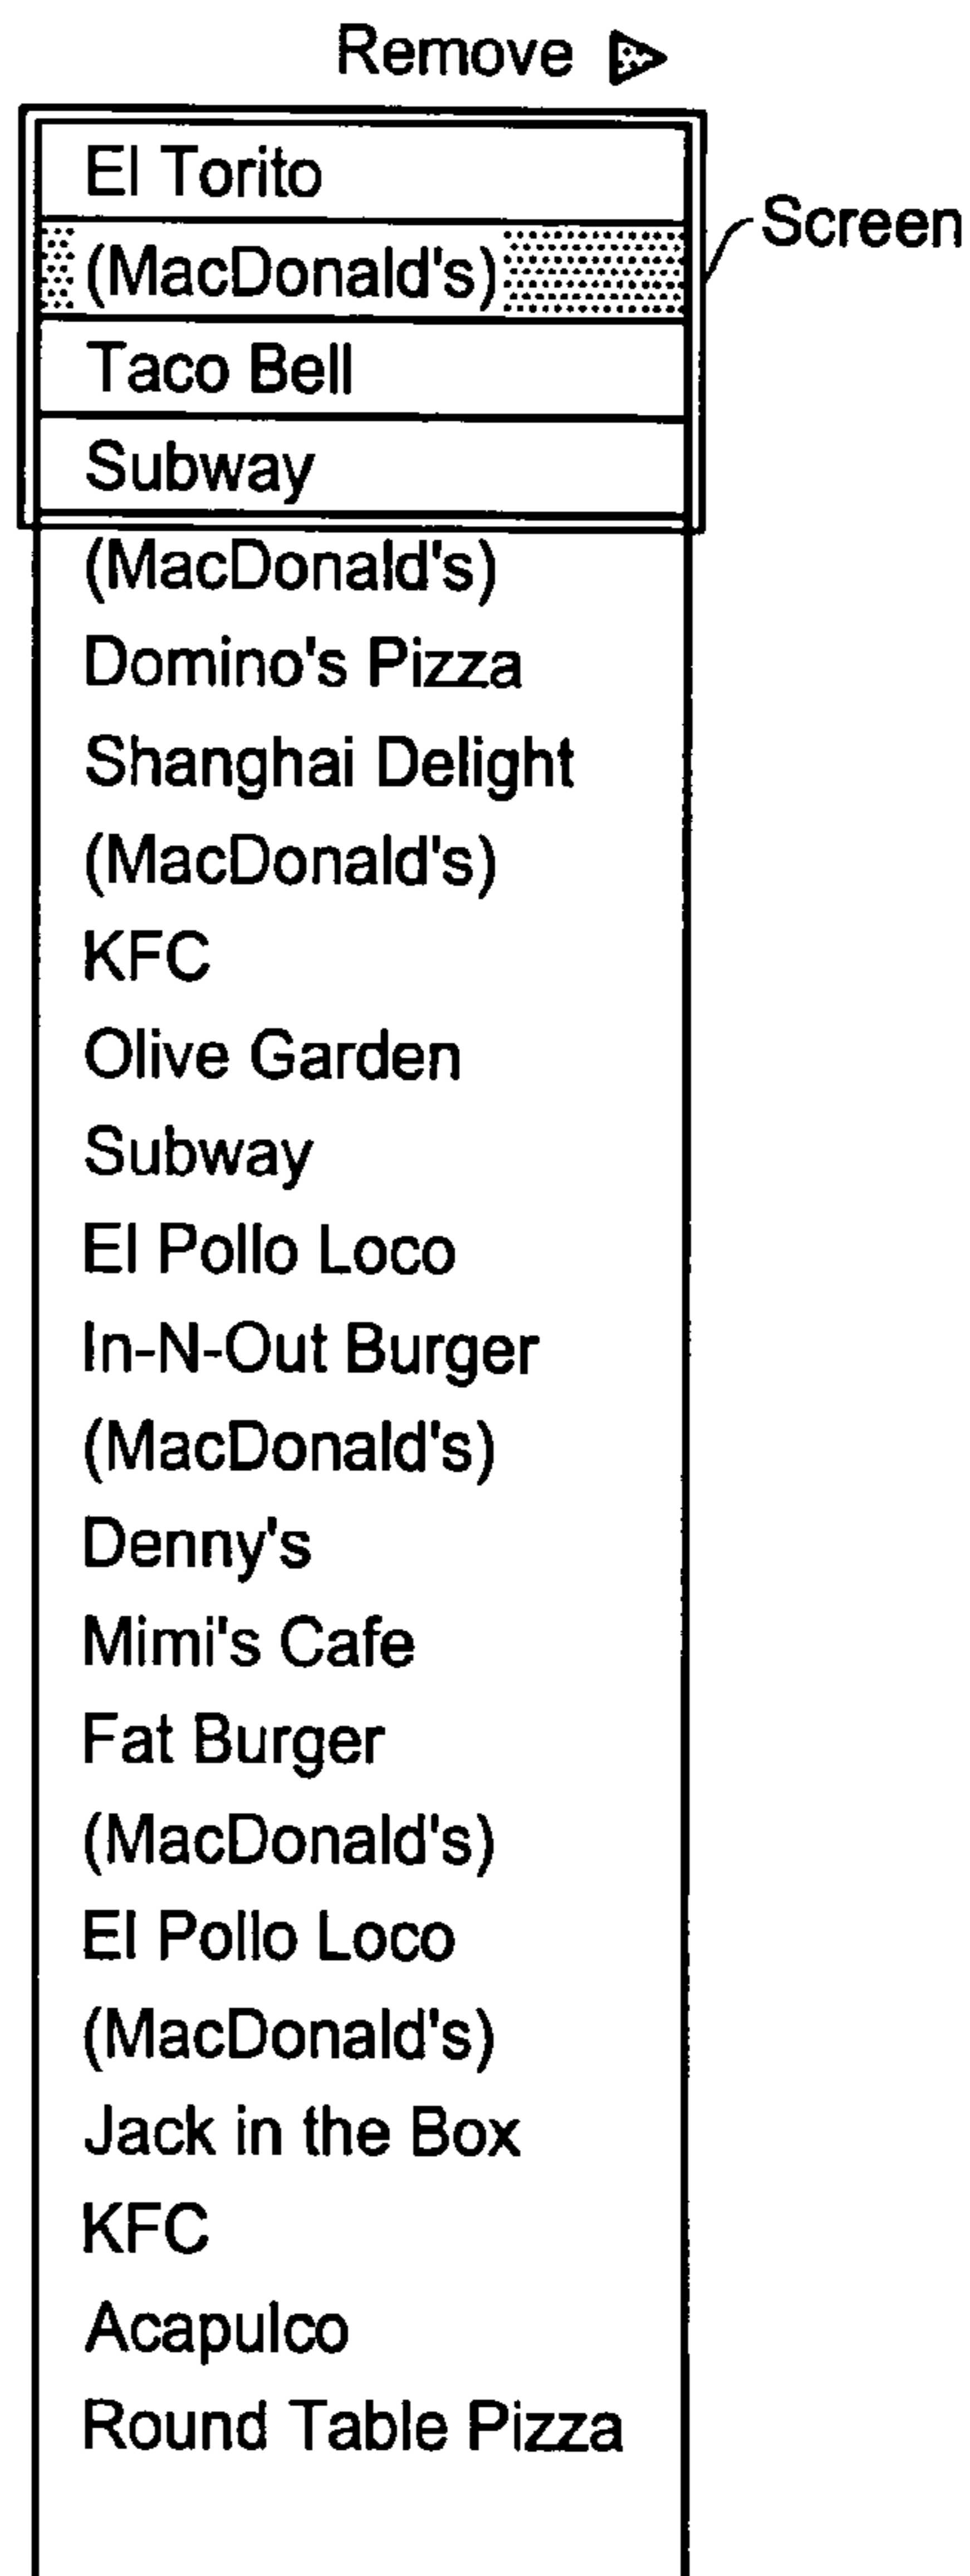 Remove
El Torito
Screen
(MacDonald's)
Taco Bell
Subway
(MacDonald's)
Domino's Pizza
Shanghai Delight
(MacDonald's)
KFC
Olive Garden
Subway
El Pollo Loco
In-N-Out Burger
(MacDonald's)
Denny's
Mimi's Cafe
Fat Burger
(MacDonald's)
El Pollo Loco
(MacDonald's)
Jack in the Box
KFC
Acapulco
Round Table Pizza